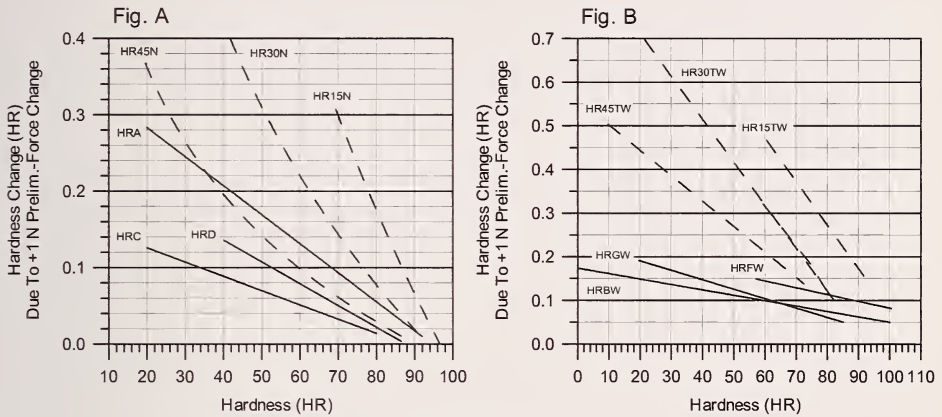 Fig. A
Hardness Change (HR)
Due To +1 N Prelim.-Force Change
0.4
0.3
0.2
0.1
0.0
HR45N
HR30N
HR15N
HRA
HRC
HRD
10 20 30 40 50 60 70 80 90 100
Hardness (HR)
Fig. B
Hardness Change (HR)
Due To +1 N Prelim.-Force Change
0.7
0.6
0.5
0.4
0.3
0.2
0.1
0.0
HR30TW
HR45TW
HR15TW
HRGW
HRFW
HRBW
0 10 20 30 40 50 60 70 80 90 100 110
Hardness (HR)